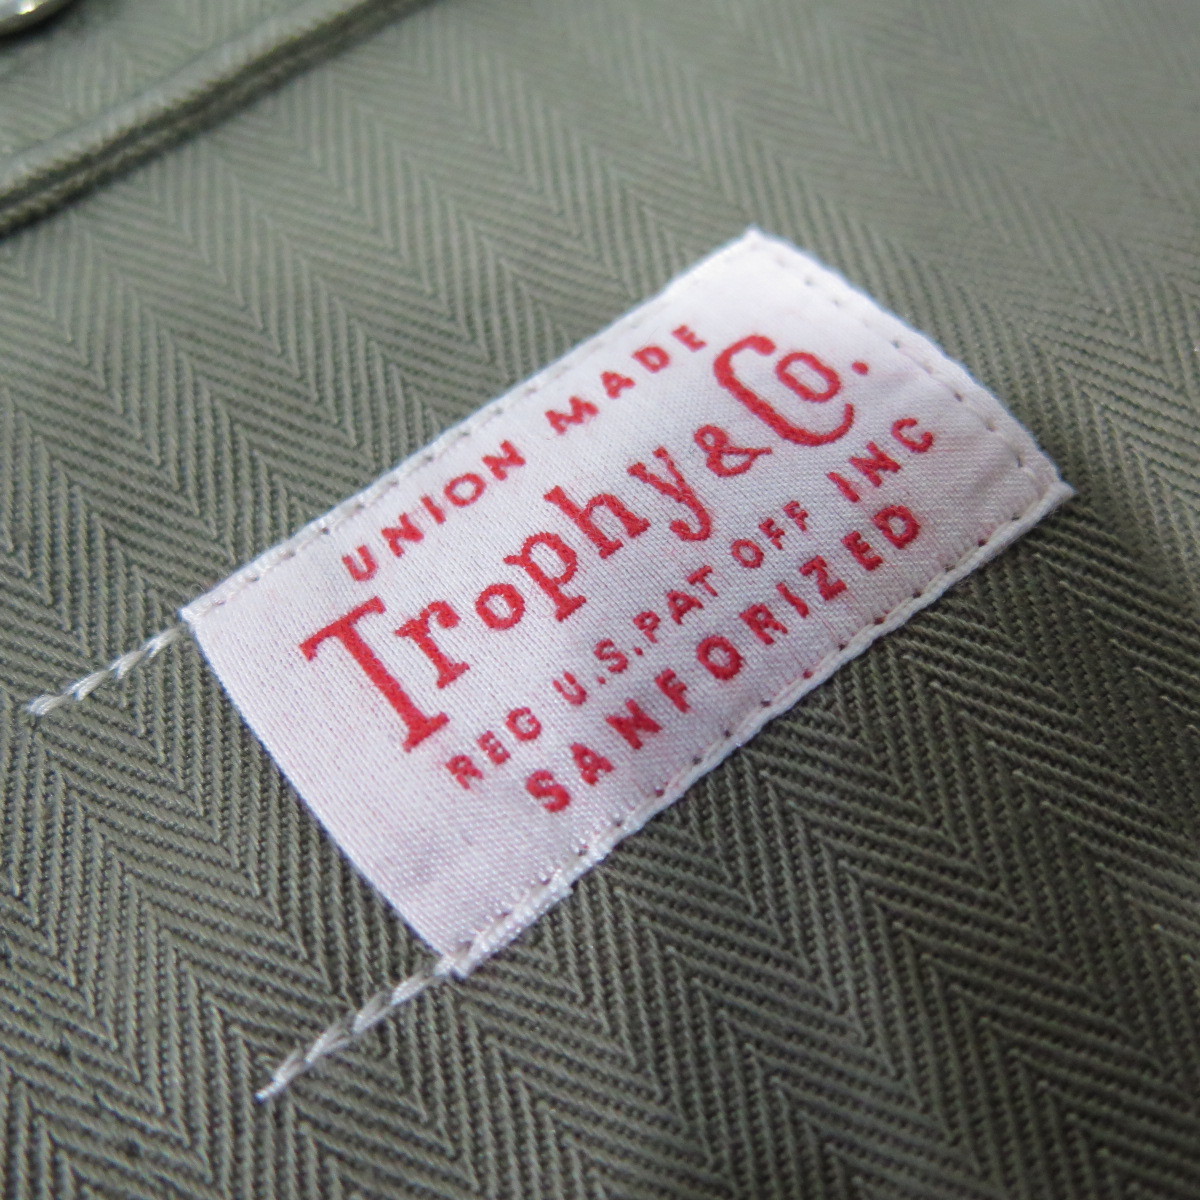 UNION MADE
Trophy & Co.
REG U.S.PAT OFF INC
SANFORIZED